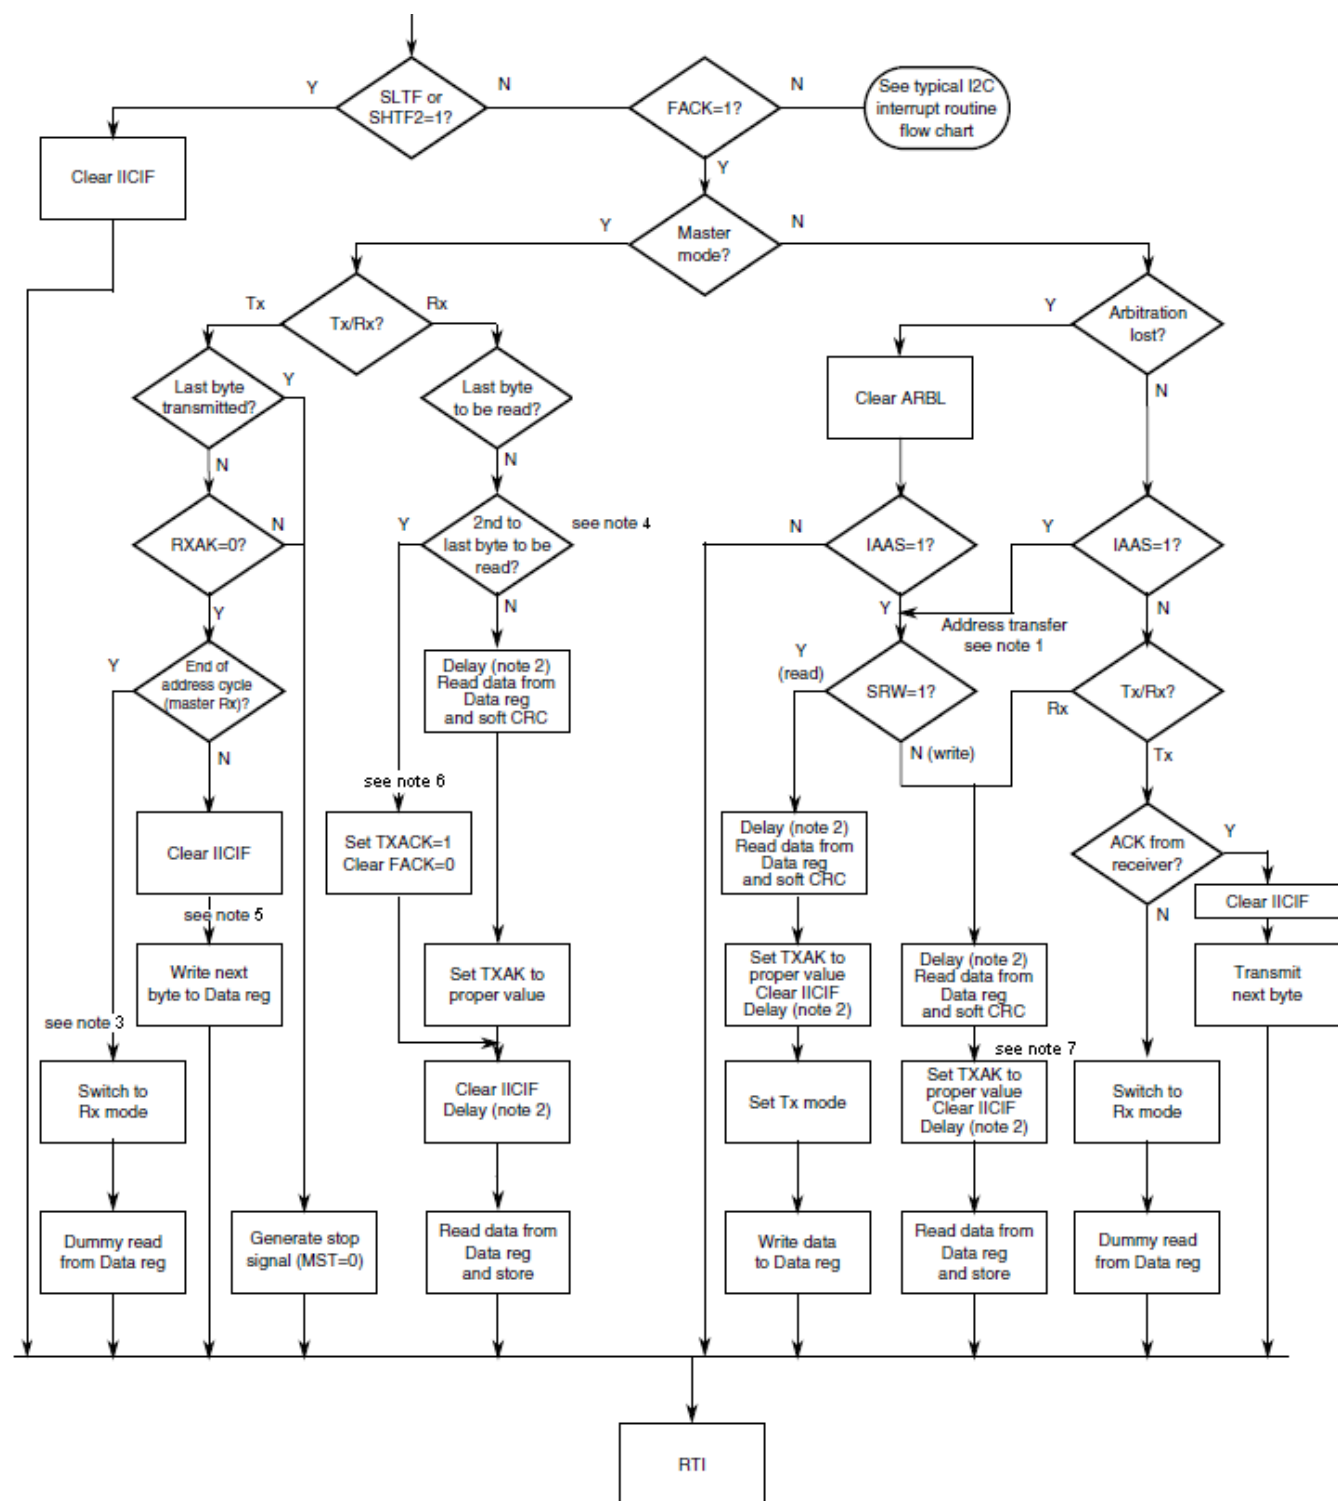 Y
SLTF or
SHTF2=1?
N
FACK=1?
N
See typical I2C
interrupt routine
flow chart
Clear IICIF
Y
Y
Master
mode?
N
Tx
Tx/Rx?
Rx
Y
Arbitration
lost?
Last byte
transmitted?
Y
Last byte
to be read?
Clear ARBL
N
N
N
RXAK=0?
N
Y
2nd to
last byte to be
read?
see note 4
N
IAAS=1?
Y
IAAS=1?
Y
N
Y
N
Address transfer
see note 1
Y
End of
address cycle
(master Rx)?
Delay (note 2)
Read data from
Data reg
and soft CRC
Y
(read)
SRW=1?
Rx
Tx/Rx?
N
N (write)
Tx
see note 6
Clear IICIF
Set TXACK=1
Clear FACK=0
Delay (note 2)
Read data from
Data reg
and soft CRC
ACK from
receiver?
Y
Clear IICIF
N
see note 5
Write next
byte to Data reg
Set TXAK to
proper value
Set TXAK to
proper value
Clear IICIF
Delay (note 2)
Delay (note 2)
Read data from
Data reg
and soft CRC
Transmit
next byte
see note 3
see note 7
Switch to
Rx mode
Clear IICIF
Delay (note 2)
Set Tx mode
Set TXAK to
proper value
Clear IICIF
Delay (note 2)
Switch to
Rx mode
Dummy read
from Data reg
Generate stop
signal (MST=0)
Read data from
Data reg
and store
Write data
to Data reg
Read data from
Data reg
and store
Dummy read
from Data reg
RTI